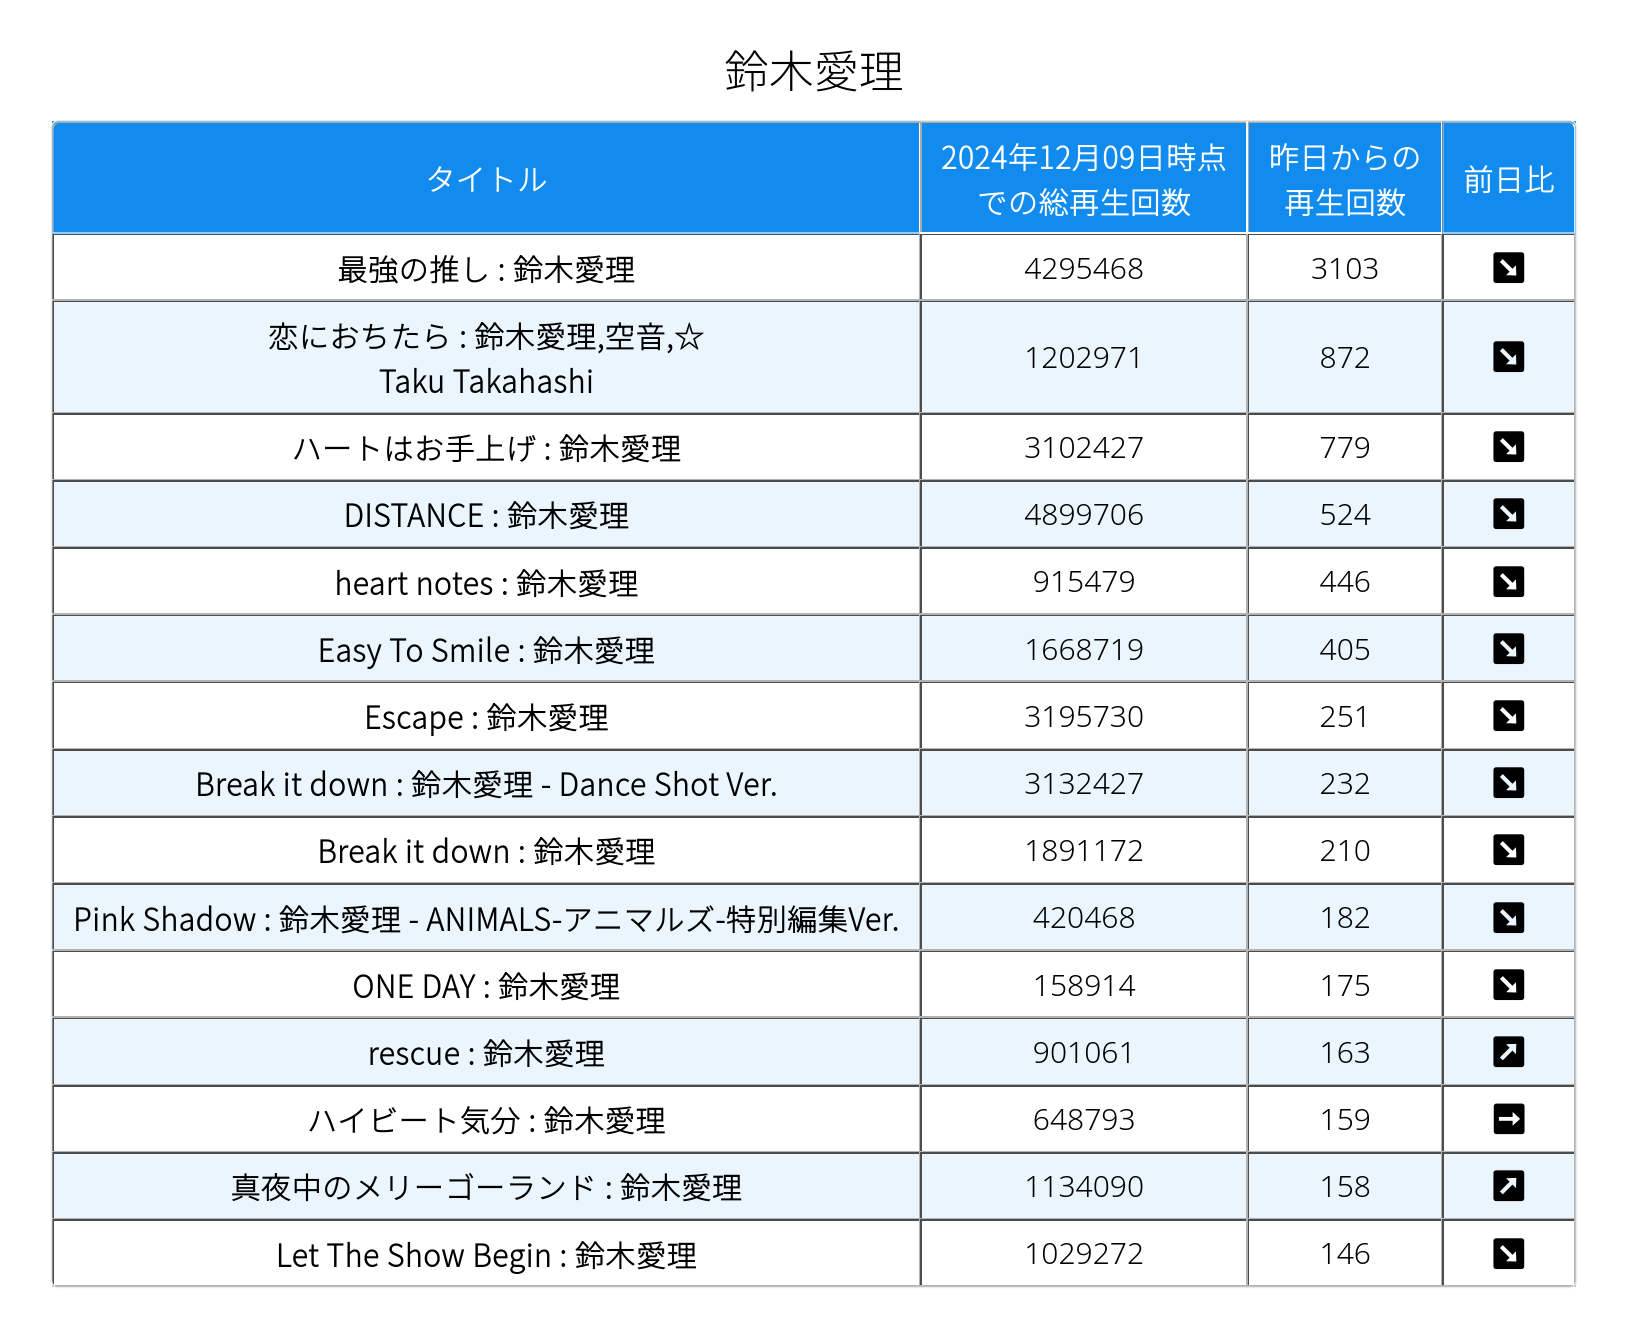 鈴木愛理
タイトル 2024年12月09日時点 昨日からの 前日比
での総再生回数 再生回数
最強の推し : 鈴木愛理 4295468 3103 ↘
恋におちたら : 鈴木愛理,空音,☆
Taku Takahashi 1202971 872 ↘
ハートはお手上げ : 鈴木愛理 3102427 779 ↘
DISTANCE : 鈴木愛理 4899706 524 ↘
heart notes : 鈴木愛理 915479 446 ↘
Easy To Smile : 鈴木愛理 1668719 405 ↘
Escape : 鈴木愛理 3195730 251 ↘
Break it down : 鈴木愛理 - Dance Shot Ver. 3132427 232 ↘
Break it down : 鈴木愛理 1891172 210 ↘
Pink Shadow : 鈴木愛理 - ANIMALS-アニマルズ-特別編集Ver. 420468 182 ↘
ONE DAY : 鈴木愛理 158914 175 ↘
rescue : 鈴木愛理 901061 163 ↗
ハイビート気分 : 鈴木愛理 648793 159 →
真夜中のメリーゴーランド : 鈴木愛理 1134090 158 ↗
Let The Show Begin : 鈴木愛理 1029272 146 ↘